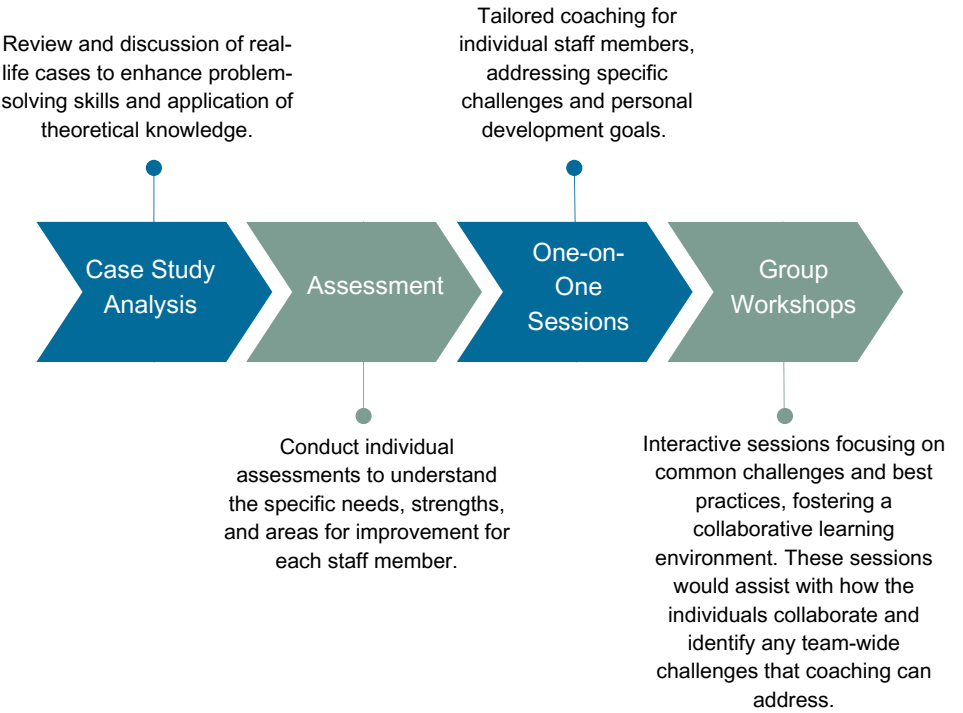 Review and discussion of real-
life cases to enhance problem-
solving skills and application of
theoretical knowledge.
Tailored coaching for
individual staff members,
addressing specific
challenges and personal
development goals.
Case Study
Analysis
Assessment
One-on-
One
Sessions
Group
Workshops
Conduct individual
assessments to understand
the specific needs, strengths,
and areas for improvement for
each staff member.
Interactive sessions focusing on
common challenges and best
practices, fostering a
collaborative learning
environment. These sessions
would assist with how the
individuals collaborate and
identify any team-wide
challenges that coaching can
address.